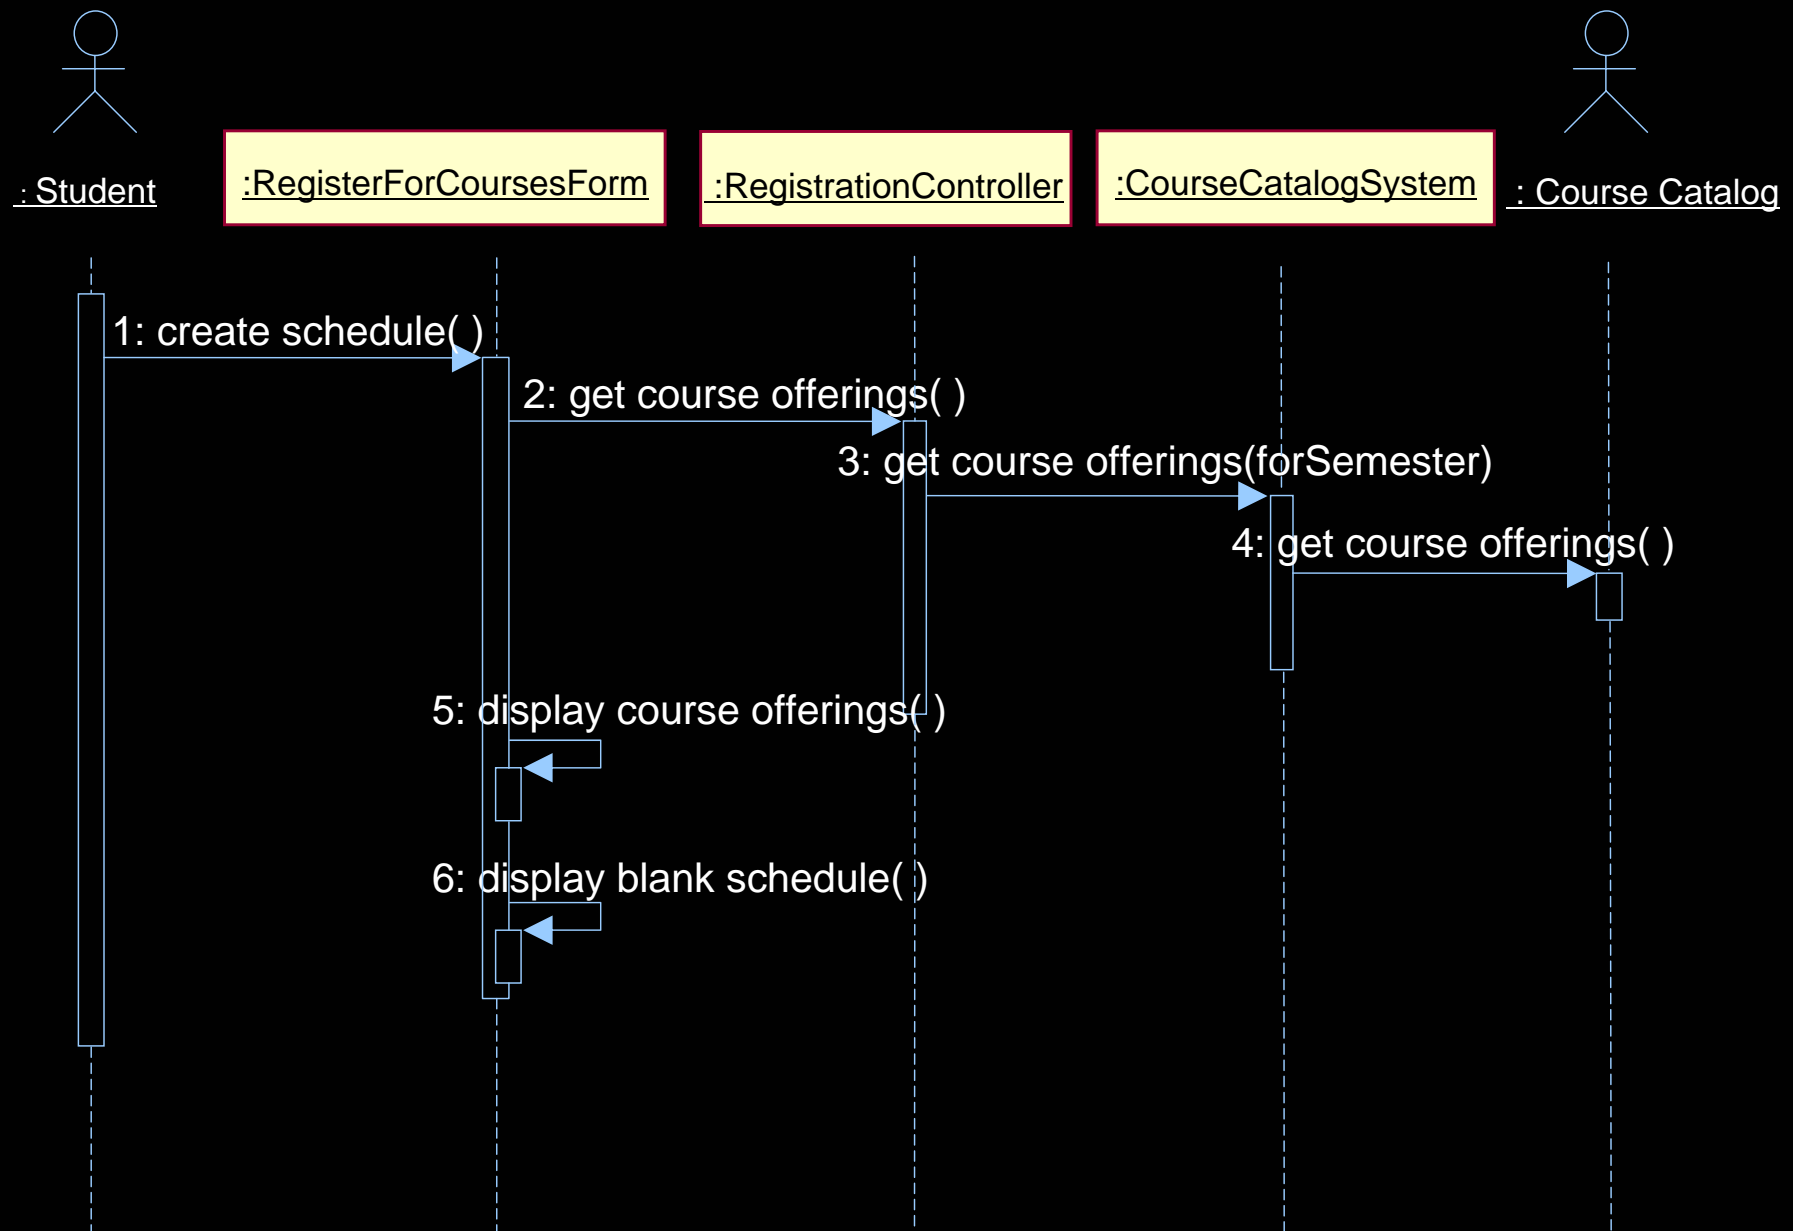 : Student
:RegisterForCoursesForm
:RegistrationController
:CourseCatalogSystem
: Course Catalog
1: create schedule( )
2: get course offerings( )
3: get course offerings(forSemester)
4: get course offerings( )
5: display course offerings( )
6: display blank schedule( )